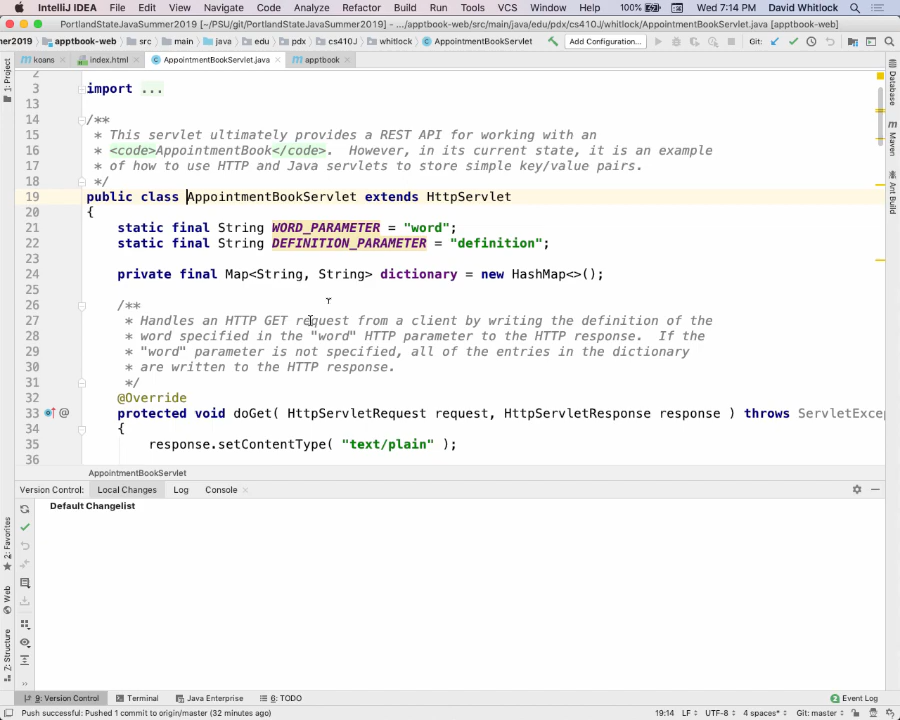 IntelliJ IDEA File Edit View Navigate Code Analyze Refactor Build Run Tools VCS Window Help 100% Wed 7:14 PM David Whitlock
PortlandStateJavaSummer2019 [~/PSU/git/PortlandStateJavaSummer2019] - .../apptbook-web/src/main/java/edu/pdx/cs410J/whitlock/AppointmentBookServlet.java [apptbook-web]
er2019 apptbook-web src main java edu pdx cs410J whitlock AppointmentBookServlet Add Configuration... Git:
koans index.html AppointmentBookServlet.java apptbook
1: Project
Database
Maven
Ant Build
2
3 import ...
13
14 /**
15 * This servlet ultimately provides a REST API for working with an
16 * <code>AppointmentBook</code>. However, in its current state, it is an example
17 * of how to use HTTP and Java servlets to store simple key/value pairs.
18 */
19 public class AppointmentBookServlet extends HttpServlet
20 {
21 static final String WORD_PARAMETER = "word";
22 static final String DEFINITION_PARAMETER = "definition";
23
24 private final Map<String, String> dictionary = new HashMap<>();
25
26 /**
27 * Handles an HTTP GET request from a client by writing the definition of the
28 * word specified in the "word" HTTP parameter to the HTTP response. If the
29 * "word" parameter is not specified, all of the entries in the dictionary
30 * are written to the HTTP response.
31 */
32 @Override
33 protected void doGet( HttpServletRequest request, HttpServletResponse response ) throws ServletExce
34 {
35 response.setContentType( "text/plain" );
36
AppointmentBookServlet
Version Control: Local Changes Log Console
Default Changelist
2: Favorites
Web
7: Structure
9: Version Control Terminal Java Enterprise 6: TODO 2 Event Log
Push successful: Pushed 1 commit to origin/master (32 minutes ago) 19:14 LF UTF-8 4 spaces* Git: master